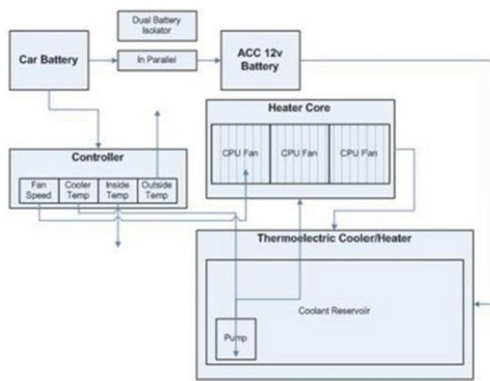 Dual Battery
Isolator
Car Battery
In Parallel
ACC 12v
Battery
Heater Core
CPU Fan
CPU Fan
CPU Fan
Controller
Fan
Speed
Cooler
Temp
Inside
Temp
Outside
Temp
Thermoelectric Cooler/Heater
Coolant Reservoiir
Pump